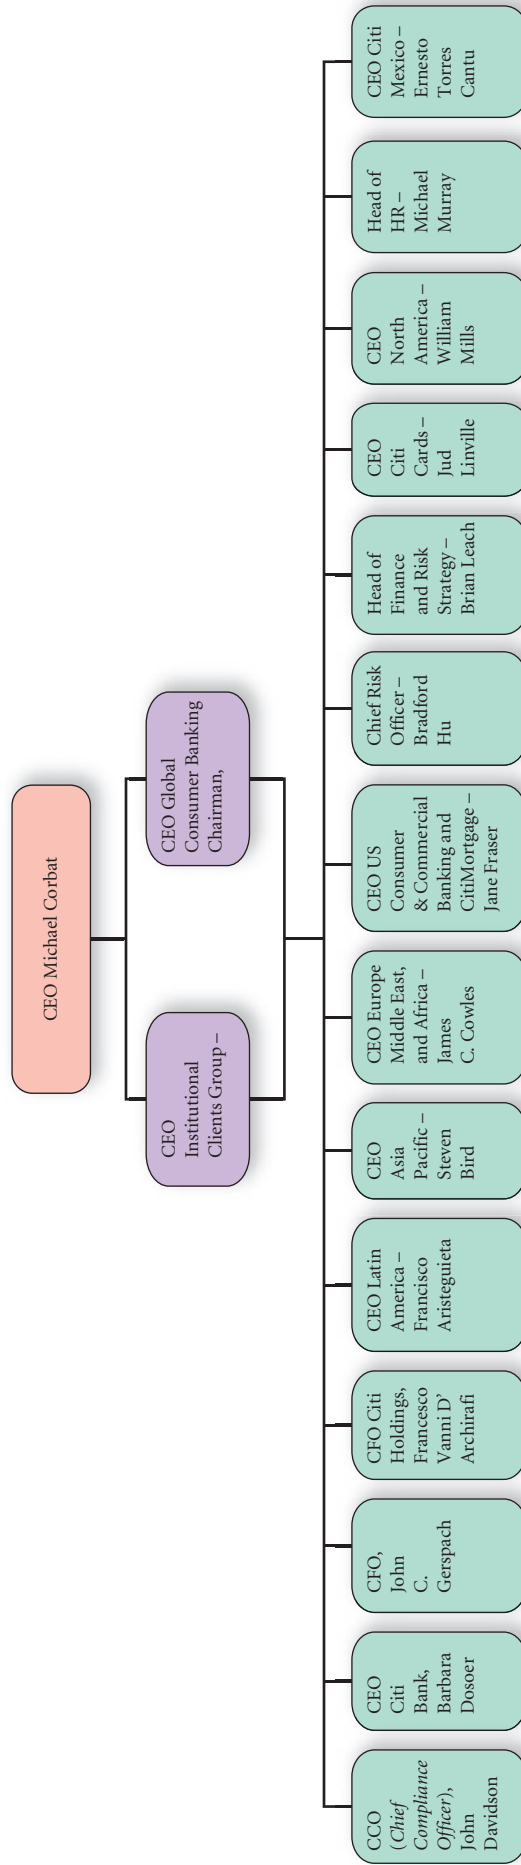 CEO Michael Corbat
CEO
Institutional
Clients Group –
CEO Global
Consumer Banking
Chairman,
CCO
(Chief
Compliance
Officer),
John
Davidson
CEO
Citi
Bank,
Barbara
Dosoer
CFO,
John
C.
Gerspach
CFO Citi
Holdings,
Francesco
Vanni D’
Archirafi
CEO Latin
America –
Francisco
Aristeguieta
CEO
Asia
Pacific –
Steven
Bird
CEO Europe
Middle East,
and Africa –
James
C. Cowles
CEO US
Consumer
& Commercial
Banking and
CitiMortgage –
Jane Fraser
Chief Risk
Officer –
Bradford
Hu
Head of
Finance
and Risk
Strategy –
Brian Leach
CEO
Citi
Cards –
Jud
Linville
CEO
North
America –
William
Mills
Head of
HR –
Michael
Murray
CEO Citi
Mexico –
Ernesto
Torres
Cantu